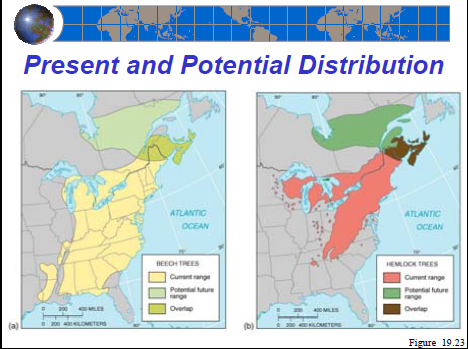 Present and Potential Distribution
ATLANTIC
OCEAN
BEECH TREES
Current range
Potential future
range
Overlap
0 200 400 MILES
0 200 400 KILOMETERS
(a)
ATLANTIC
OCEAN
HEMLOCK TREES
Current range
Potential future
range
Overlap
0 200 400 MILES
0 200 400 KILOMETERS
(b)
Figure 19.23